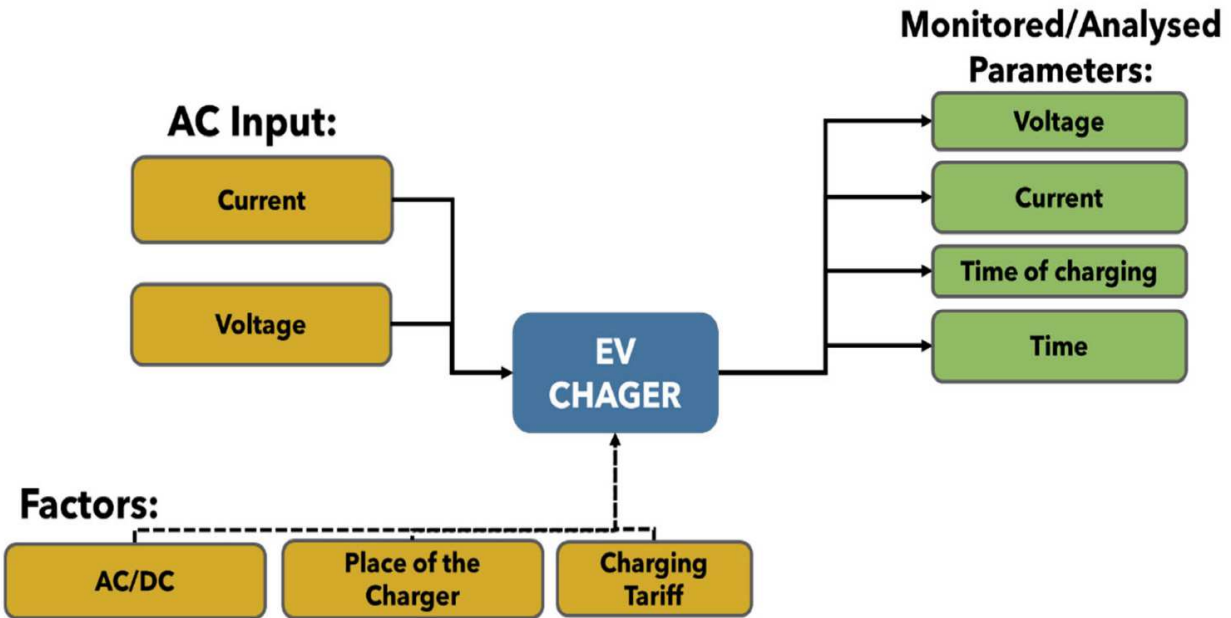 AC Input:
Current
Voltage
EV
CHAGER
Monitored/Analysed
Parameters:
Voltage
Current
Time of charging
Time
Factors:
AC/DC
Place of the
Charger
Charging
Tariff